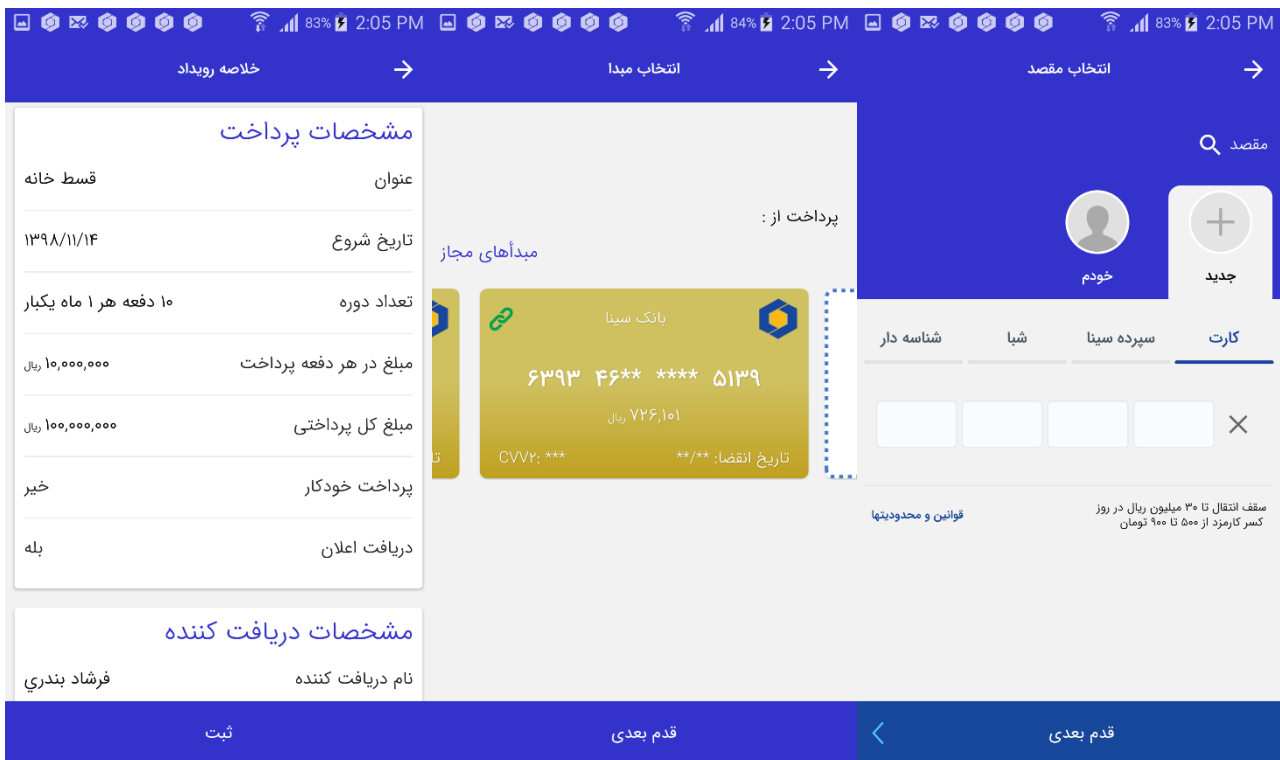 83% 2:05 PM
انتخاب مقصد
مقصد
جدید
خودم
کارت
سپرده سینا
شبا
شناسه دار
سقف انتقال تا ۳۰ میلیون ریال در روز
کسر کارمزد از ۵۰۰ تا ۹۰۰ تومان
قوانین و محدودیتها
قدم بعدی
84% 2:05 PM
انتخاب مبدا
پرداخت از :
مبدأهای مجاز
بانک سینا
۶۳۹۳ ۴۶** **** ۵۱۳۹
۷۲۶,۱۰۱ ریال
تاریخ انقضا: **/**
CVV۲: ***
تا
قدم بعدی
83% 2:05 PM
خلاصه رویداد
مشخصات پرداخت
عنوان قسط خانه
تاریخ شروع ۱۳۹۸/۱۱/۱۴
تعداد دوره ۱۰ دفعه هر ۱ ماه یکبار
مبلغ در هر دفعه پرداخت ۱۰,۰۰۰,۰۰۰ ریال
مبلغ کل پرداختی ۱۰۰,۰۰۰,۰۰۰ ریال
پرداخت خودکار خیر
دریافت اعلان بله
مشخصات دریافت کننده
نام دریافت کننده فرشاد بندري
ثبت